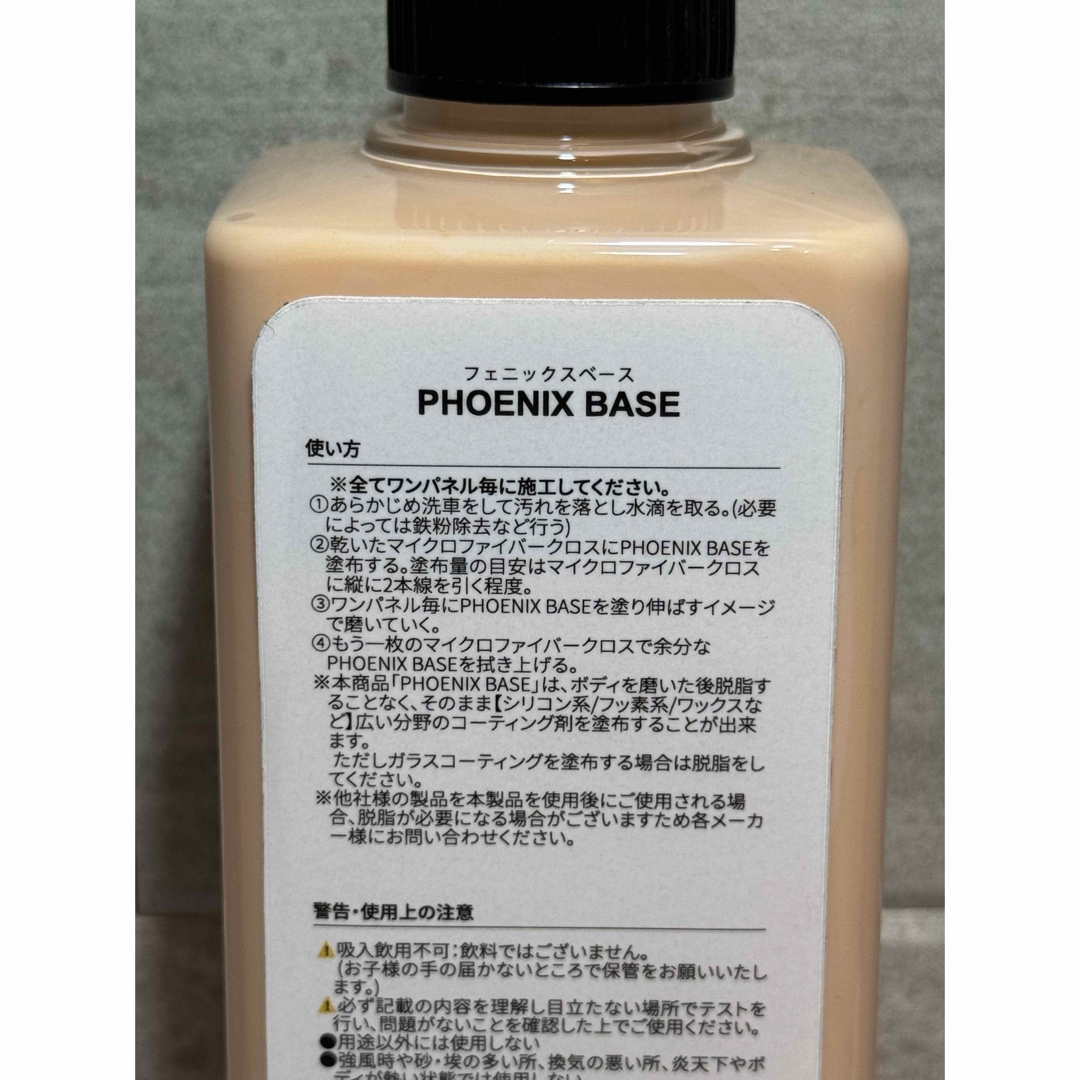 フェニックスベース
PHOENIX BASE
使い方
※全てワンパネル毎に施工してください。
①あらかじめ洗車をして汚れを落とし水滴を取る。(必要
によっては鉄粉除去など行う)
②乾いたマイクロファイバークロスにPHOENIX BASEを
塗布する。塗布量の目安はマイクロファイバークロス
に縦に2本線を引く程度。
③ワンパネル毎にPHOENIX BASEを塗り伸ばすイメージ
で磨いていく。
④もう一枚のマイクロファイバークロスで余分な
PHOENIX BASEを拭き上げる。
※本商品「PHOENIX BASE」は、ボディを磨いた後脱脂す
ることなく、そのまま【シリコン系/フッ素系/ワックスな
ど】広い分野のコーティング剤を塗布することが出来
ます。
ただしガラスコーティングを塗布する場合は脱脂をし
てください。
※他社様の製品を本製品を使用後にご使用される場
合、脱脂が必要になる場合がございますため各メーカ
ー様にお問い合わせください。
警告・使用上の注意
⚠吸入飲用不可：飲料ではございません。
(お子様の手の届かないところで保管をお願いいたし
ます。)
⚠必ず記載の内容を理解し目立たない場所でテストを
行い、問題がないことを確認した上でご使用ください。
●用途以外には使用しない
●強風時や砂・埃の多い所、換気の悪い所、炎天下やボ
ディが熱い状態では使用しない